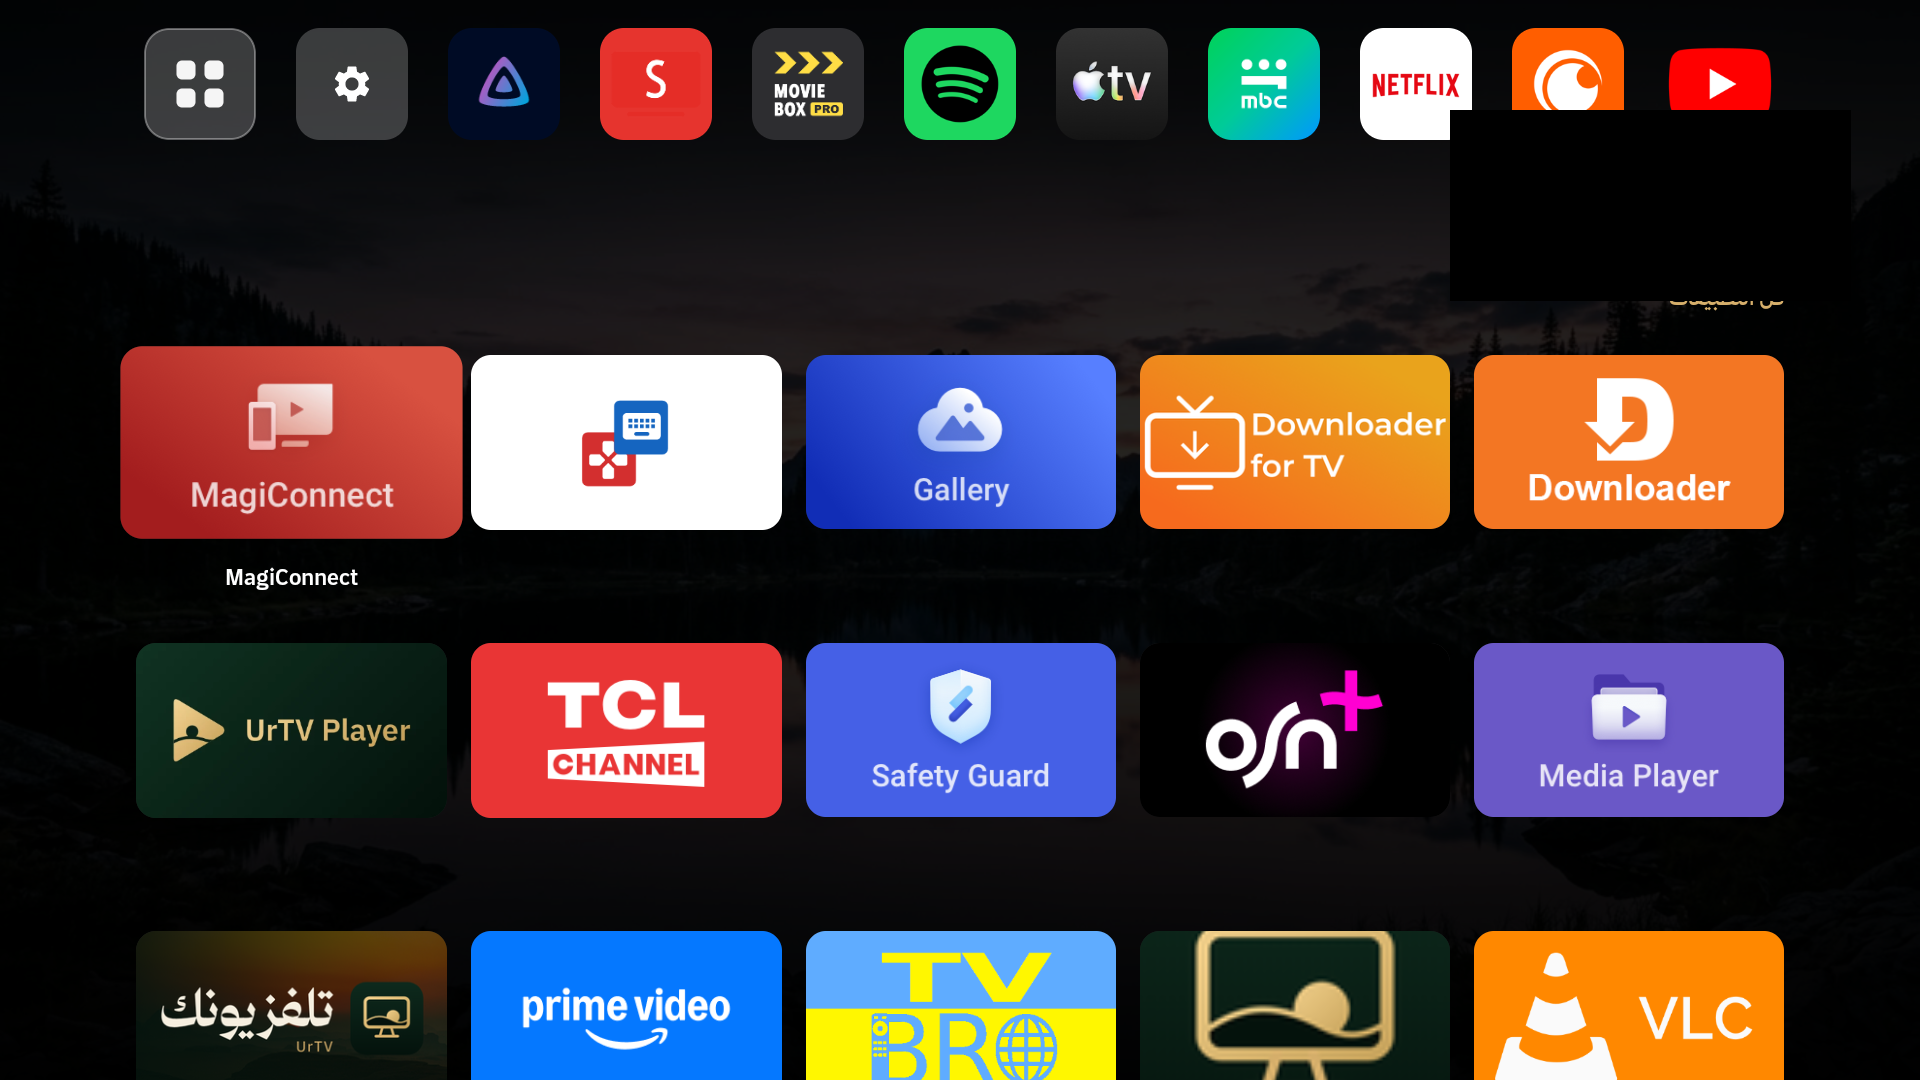 S
MOVIE
BOX PRO
tv
mbc
NETFLIX
MagiConnect
Gallery
Downloader
for TV
Downloader
MagiConnect
UrTV Player
TCL
CHANNEL
Safety Guard
osn+
Media Player
تلفزيونك
UrTV
prime video
TV
BRO
VLC